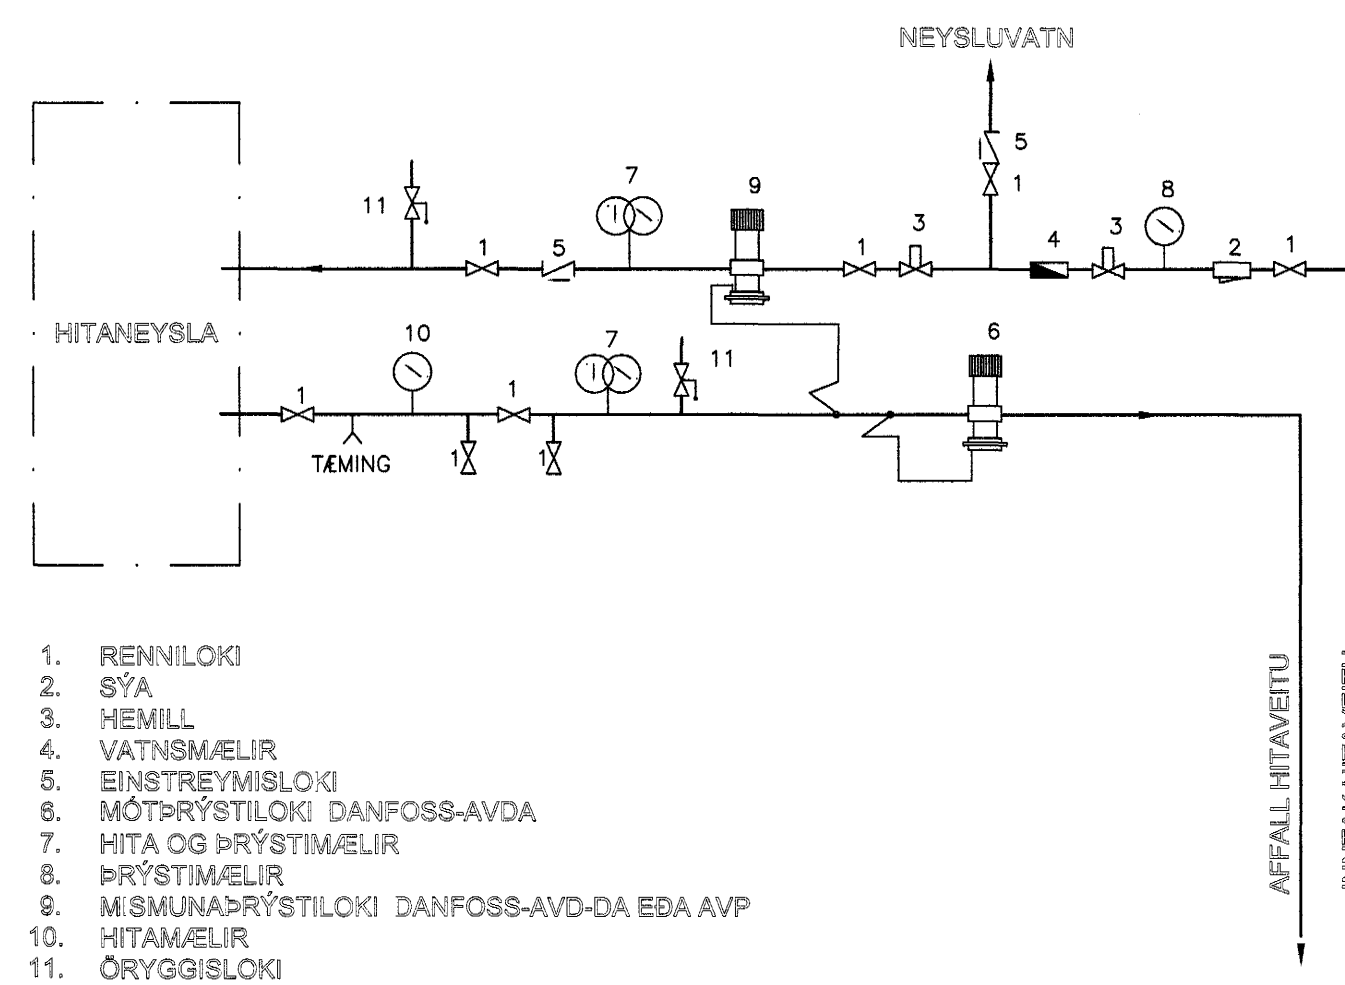 NEYSLUVATN
5
1
7
9
8
11
3
3
1
5
1
4
2
1
HITANEYSLA
10
7
11
6
1
1
TÆMING
1
1
1. RENNILOKI
2. SÝA
3. HEMILL
4. VATNSMÆLIR
5. EINSTREYMISLOKI
6. MÓTÞRÝSTILOKI DANFOSS-AVDA
7. HITA OG ÞRÝSTIMÆLIR
8. ÞRÝSTIMÆLIR
9. MISMUNAÞRÝSTILOKI DANFOSS-AVD-DA EÐA AVP
10. HITAMÆLIR
11. ÖRYGGISLOKI
AFFALL HITAVEITU